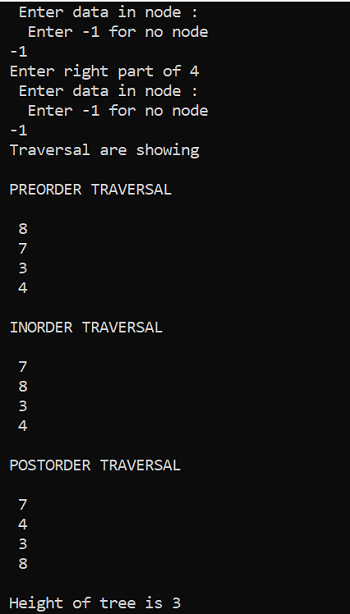 Enter data in node :
Enter -1 for no node
-1
Enter right part of 4
Enter data in node :
Enter -1 for no node
-1
Traversal are showing
PREORDER TRAVERSAL
8
7
3
4
INORDER TRAVERSAL
7
8
3
4
POSTORDER TRAVERSAL
7
4
3
8
Height of tree is 3